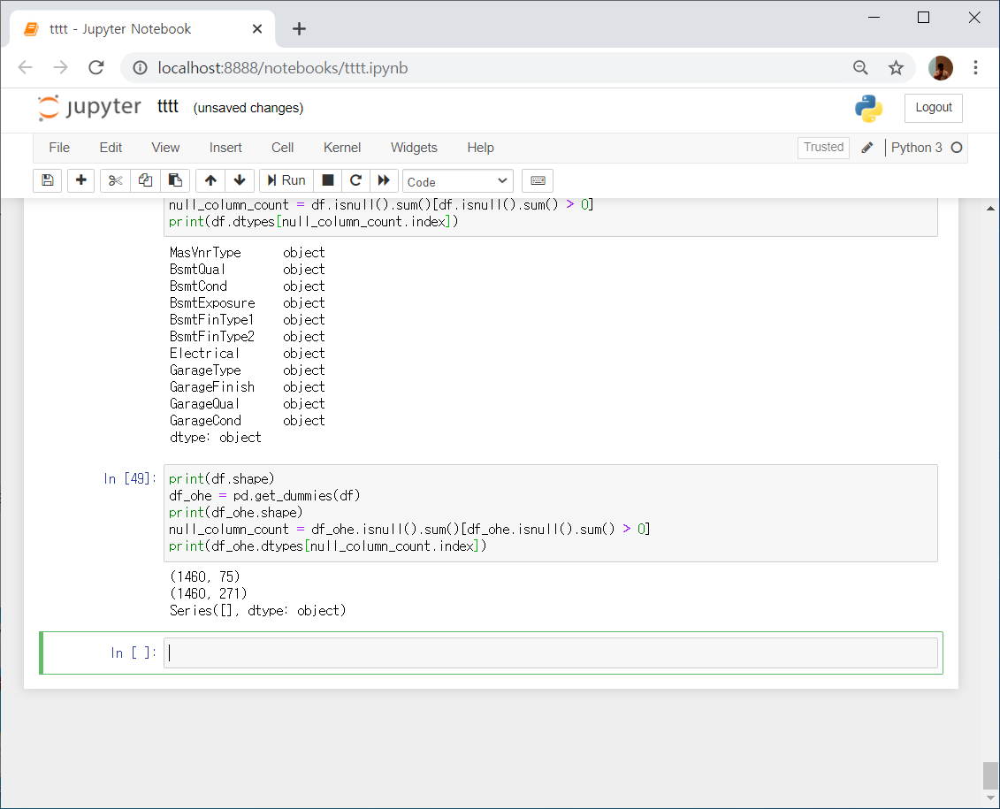 tttt - Jupyter Notebook
localhost:8888/notebooks/tttt.ipynb
jupyter tttt (unsaved changes)
Logout
File Edit View Insert Cell Kernel Widgets Help
Trusted Python 3
Run Code
null_column_count = df.isnull().sum()[df.isnull().sum() > 0]
print(df.dtypes[null_column_count.index])
MasVnrType object
BsmtQual object
BsmtCond object
BsmtExposure object
BsmtFinType1 object
BsmtFinType2 object
Electrical object
GarageType object
GarageFinish object
GarageQual object
GarageCond object
dtype: object
In [49]:
print(df.shape)
df_ohe = pd.get_dummies(df)
print(df_ohe.shape)
null_column_count = df_ohe.isnull().sum()[df_ohe.isnull().sum() > 0]
print(df_ohe.dtypes[null_column_count.index])
(1460, 75)
(1460, 271)
Series([], dtype: object)
In [ ]: